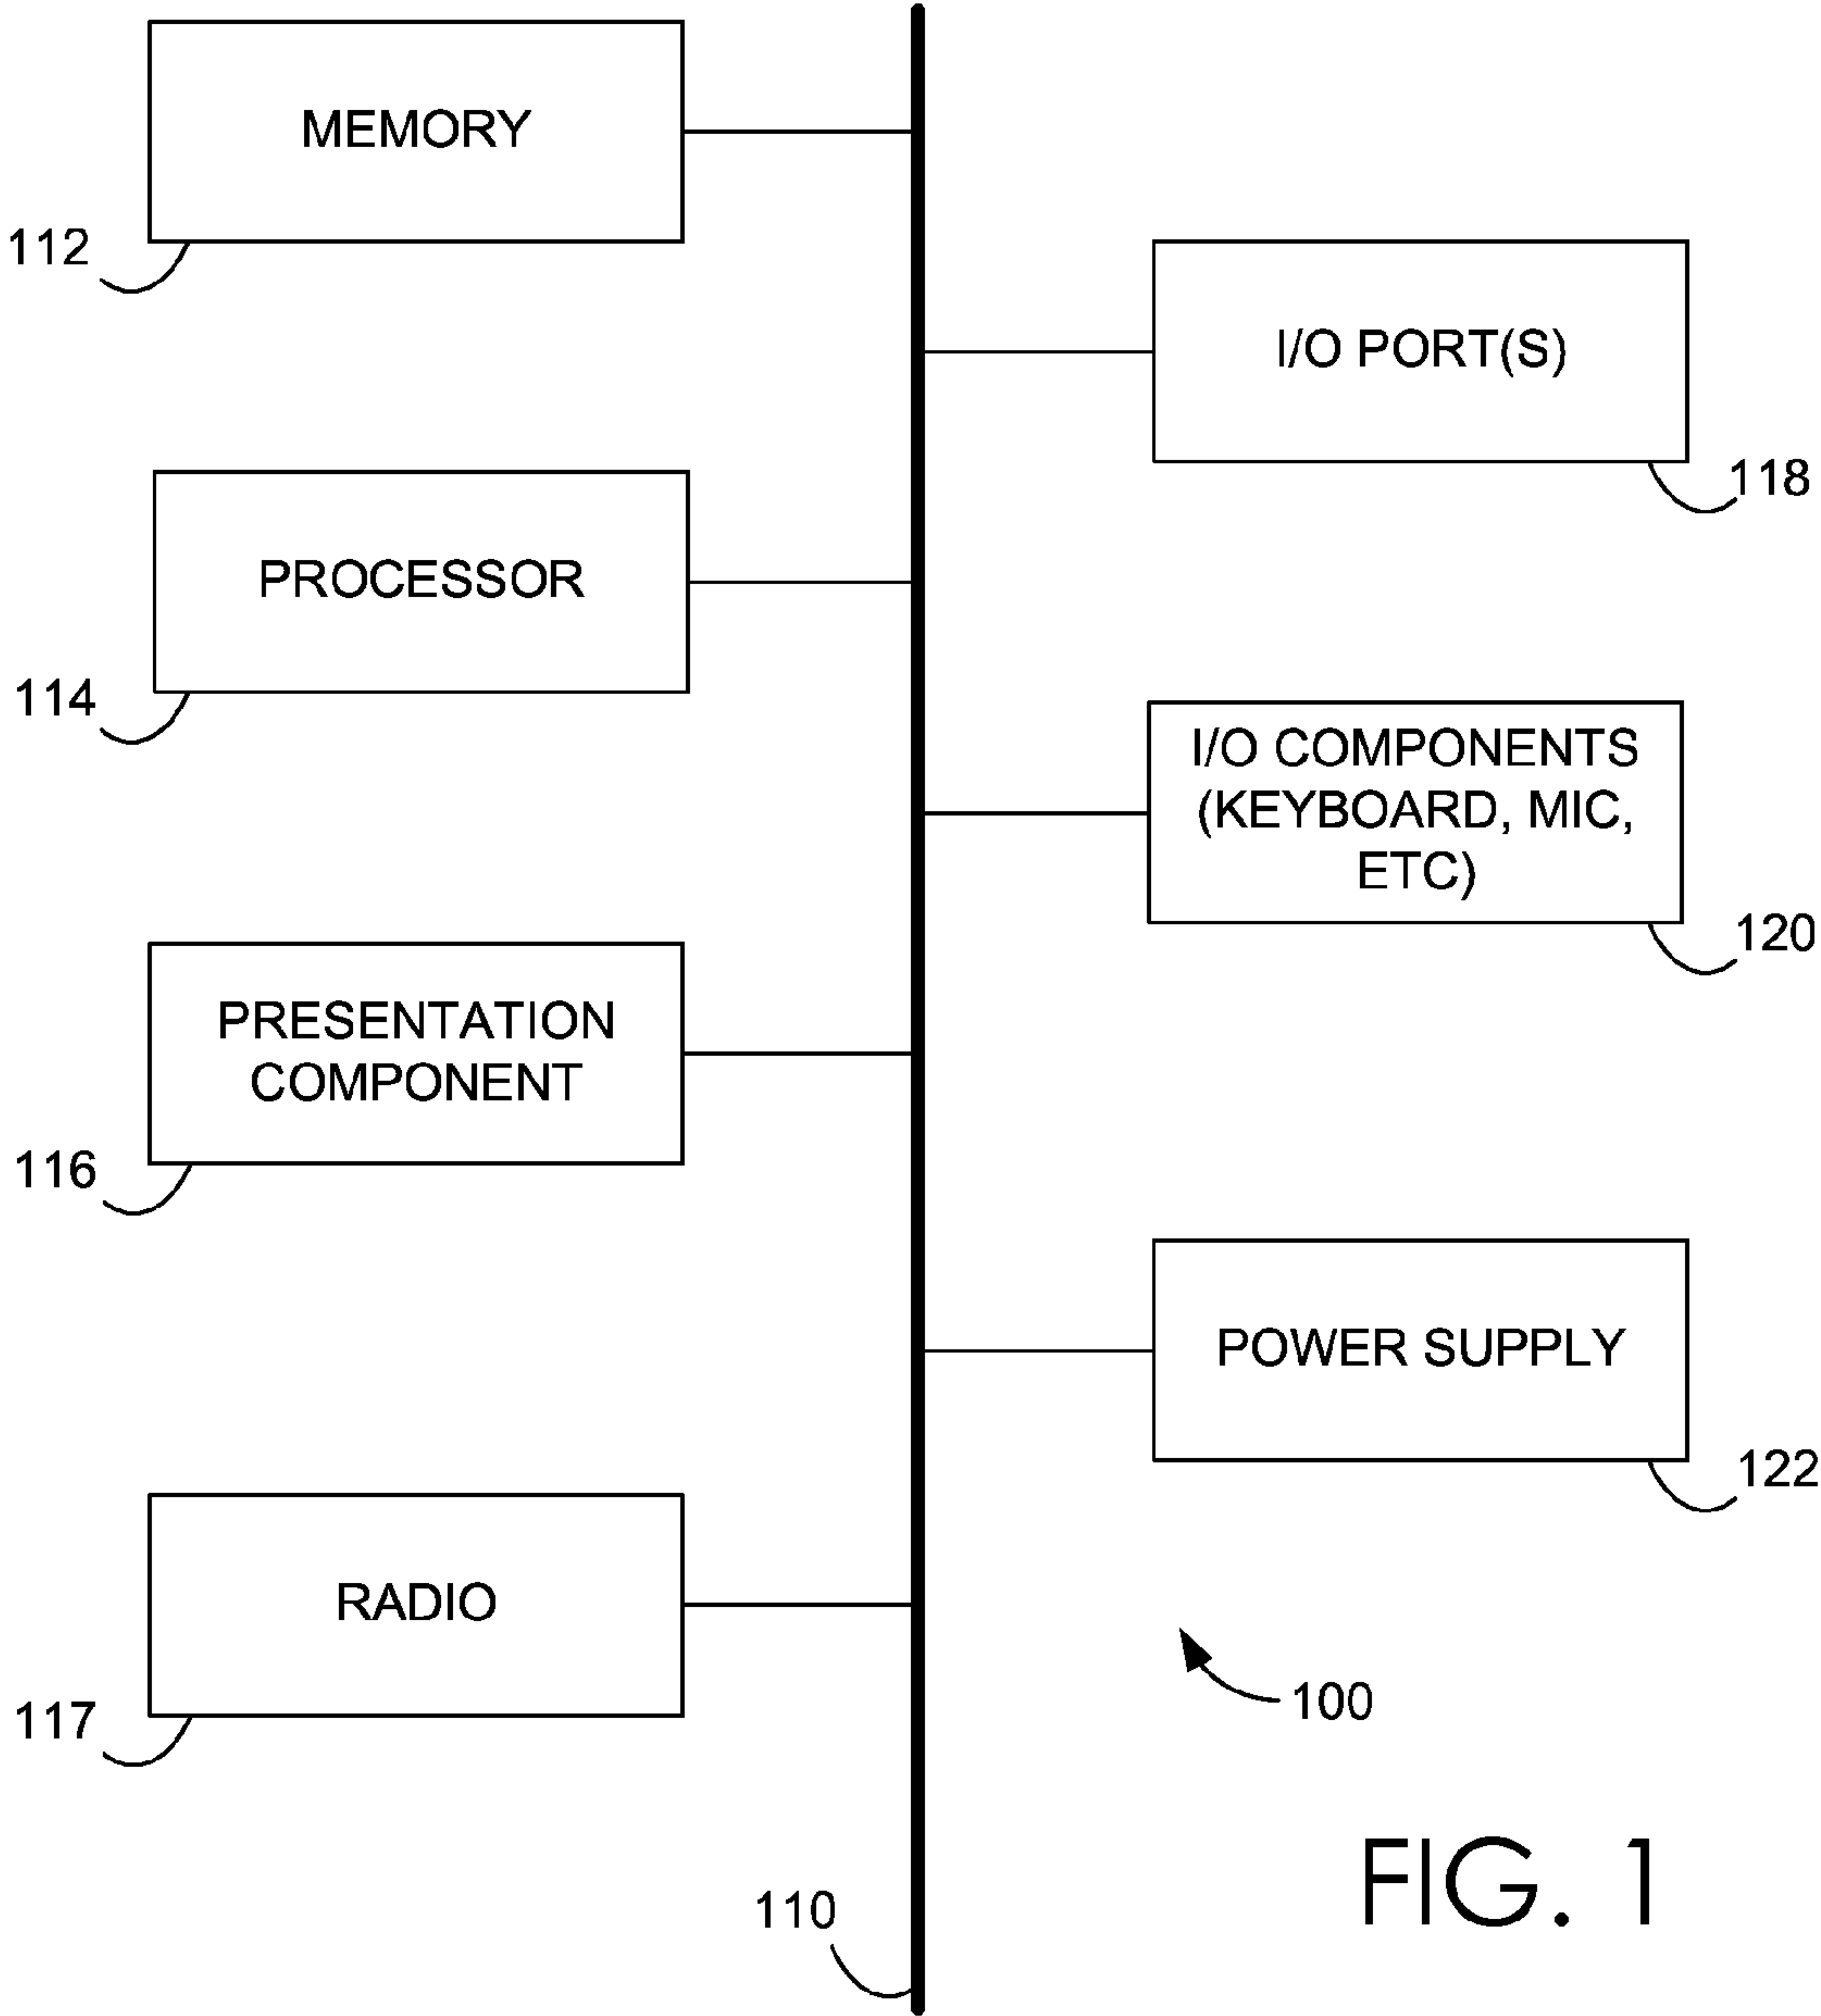 MEMORY
112
I/O PORT(S)
118
PROCESSOR
114
I/O COMPONENTS
(KEYBOARD, MIC,
ETC)
120
PRESENTATION
COMPONENT
116
POWER SUPPLY
122
RADIO
117
100
110
FIG. 1